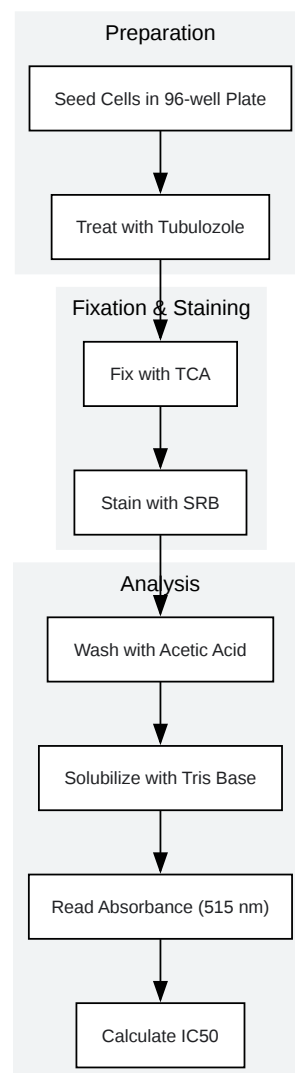 Preparation
Seed Cells in 96-well Plate
Treat with Tubulozole
Fixation & Staining
Fix with TCA
Stain with SRB
Analysis
Wash with Acetic Acid
Solubilize with Tris Base
Read Absorbance (515 nm)
Calculate IC50